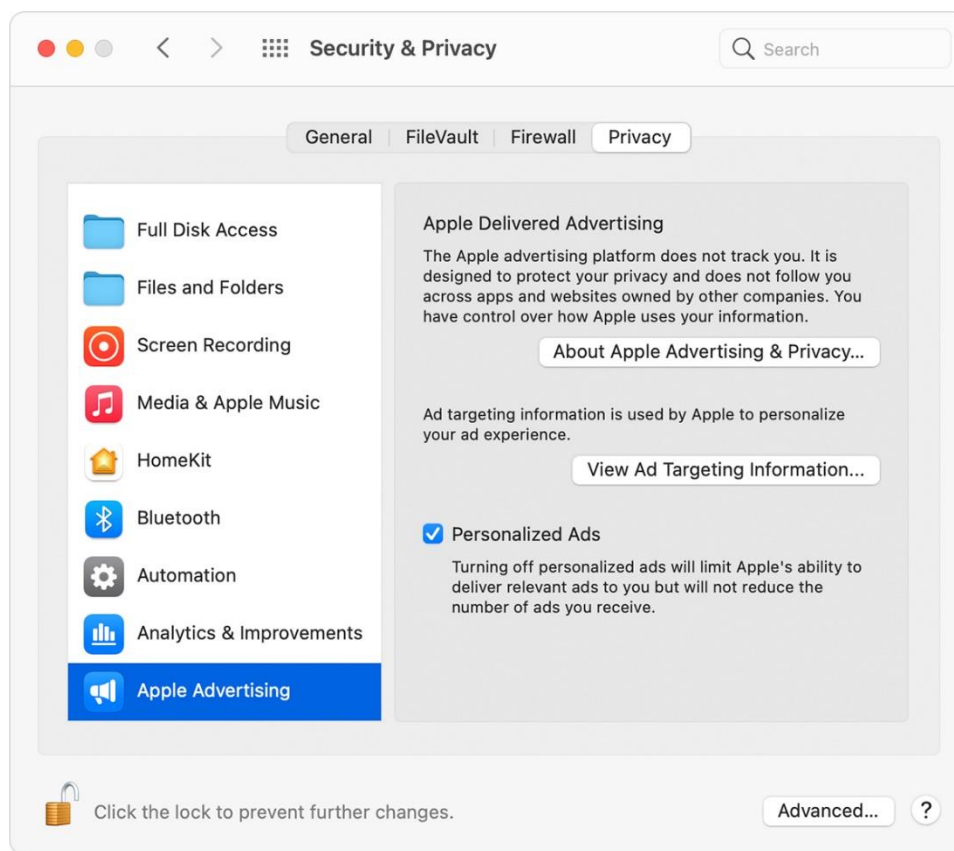 Security & Privacy
Search
General
FileVault
Firewall
Privacy
Full Disk Access
Files and Folders
Screen Recording
Media & Apple Music
HomeKit
Bluetooth
Automation
Analytics & Improvements
Apple Advertising
Apple Delivered Advertising
The Apple advertising platform does not track you. It is
designed to protect your privacy and does not follow you
across apps and websites owned by other companies. You
have control over how Apple uses your information.
About Apple Advertising & Privacy...
Ad targeting information is used by Apple to personalize
your ad experience.
View Ad Targeting Information...
Personalized Ads
Turning off personalized ads will limit Apple's ability to
deliver relevant ads to you but will not reduce the
number of ads you receive.
Click the lock to prevent further changes.
Advanced...
?